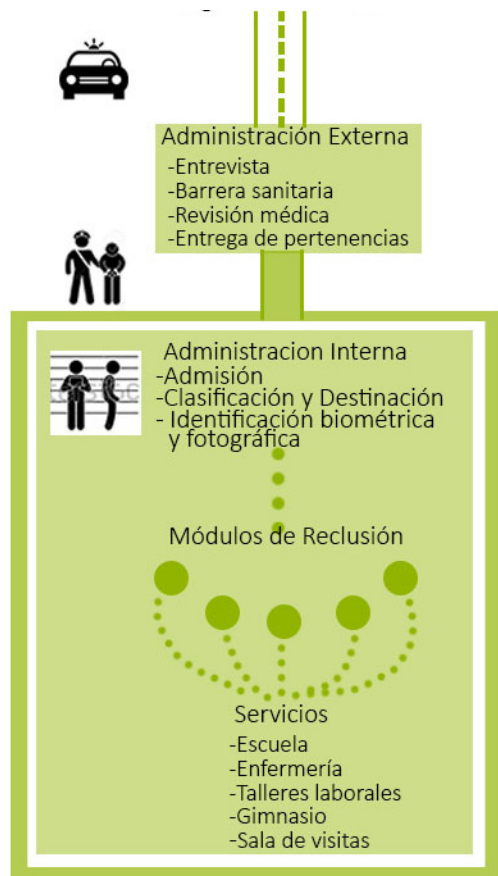 Administración Externa
-Entrevista
-Barrera sanitaria
-Revisión médica
-Entrega de pertenencias
Administracion Interna
-Admisión
-Clasificación y Destinación
- Identificación biométrica
y fotográfica
Módulos de Reclusión
Servicios
-Escuela
-Enfermería
-Talleres laborales
-Gimnasio
-Sala de visitas